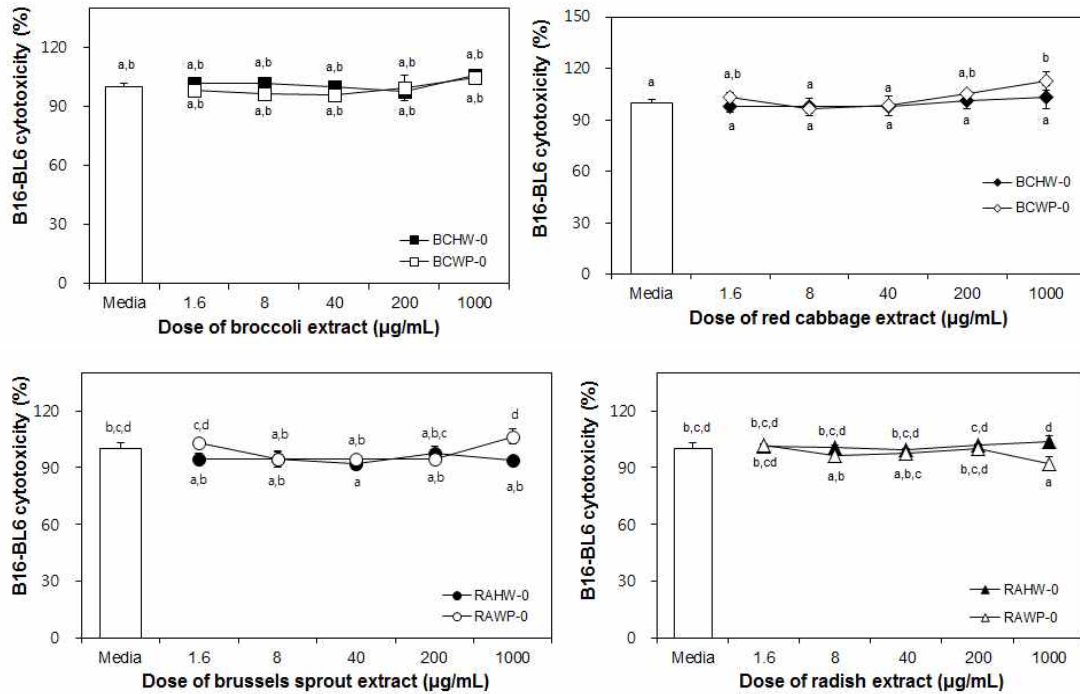 B16-BL6 cytotoxicity (%)
120
90
60
30
0
a,b a,b a,b a,b a,b a,b
a,b a,b a,b a,b
BCHW-0
BCWP-0
Media 1.6 8 40 200 1000
Dose of broccoli extract (µg/mL)
B16-BL6 cytotoxicity (%)
150
120
90
60
30
0
a a,b a a a,b b
a a a a a
BCHW-0
BCWP-0
Media 1.6 8 40 200 1000
Dose of red cabbage extract (µg/mL)
B16-BL6 cytotoxicity (%)
120
90
60
30
0
b,c,d c,d a,b a,b a,b,c d
a,b a,b a a,b a,b
RAHW-0
RAWP-0
Media 1.6 8 40 200 1000
Dose of brussels sprout extract (µg/mL)
B16-BL6 cytotoxicity (%)
120
90
60
30
0
b,c,d b,c,d b,c,d b,c,d c,d d
b,cd a,b a,b,c b,c,d a
RAHW-0
RAWP-0
Media 1.6 8 40 200 1000
Dose of radish extract (µg/mL)